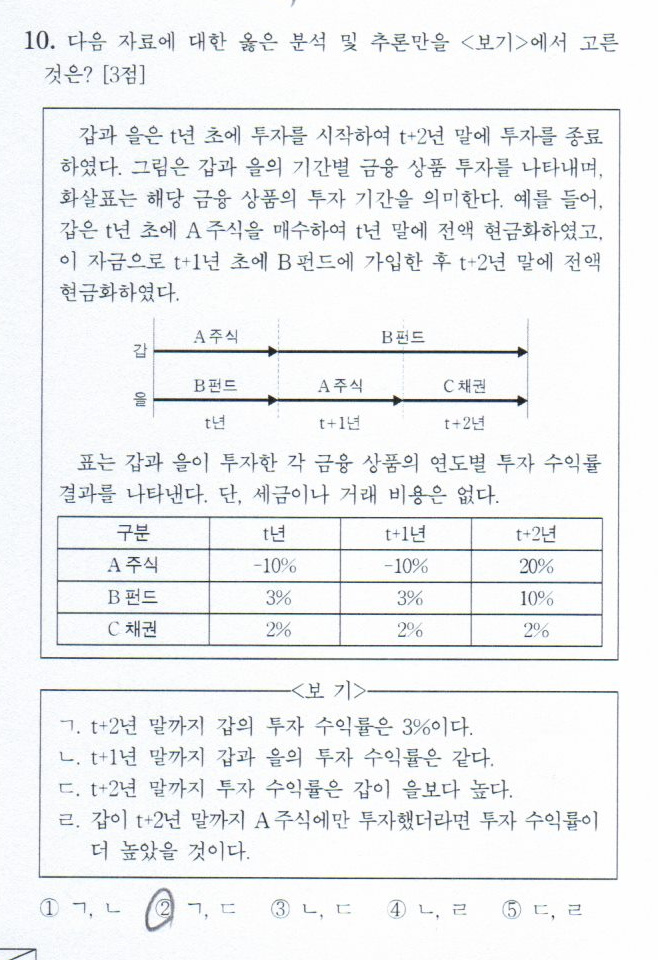 10. 다음 자료에 대한 옳은 분석 및 추론만을 <보기>에서 고른
것은? [3점]
갑과 을은 t년 초에 투자를 시작하여 t+2년 말에 투자를 종료
하였다. 그림은 갑과 을의 기간별 금융 상품 투자를 나타내며,
화살표는 해당 금융 상품의 투자 기간을 의미한다. 예를 들어,
갑은 t년 초에 A주식을 매수하여 t년 말에 전액 현금화하였고,
이 자금으로 t+1년 초에 B펀드에 가입한 후 t+2년 말에 전액
현금화하였다.
갑 A주식 B펀드
을 B펀드 A주식 C채권
t년 t+1년 t+2년
표는 갑과 을이 투자한 각 금융 상품의 연도별 투자 수익률
결과를 나타낸다. 단, 세금이나 거래 비용은 없다.
구분 t년 t+1년 t+2년
A주식 -10% -10% 20%
B펀드 3% 3% 10%
C채권 2% 2% 2%
<보 기>
ㄱ. t+2년 말까지 갑의 투자 수익률은 3%이다.
ㄴ. t+1년 말까지 갑과 을의 투자 수익률은 같다.
ㄷ. t+2년 말까지 투자 수익률은 갑이 을보다 높다.
ㄹ. 갑이 t+2년 말까지 A주식에만 투자했더라면 투자 수익률이
더 높았을 것이다.
① ㄱ, ㄴ ② ㄱ, ㄷ ③ ㄴ, ㄷ ④ ㄴ, ㄹ ⑤ ㄷ, ㄹ